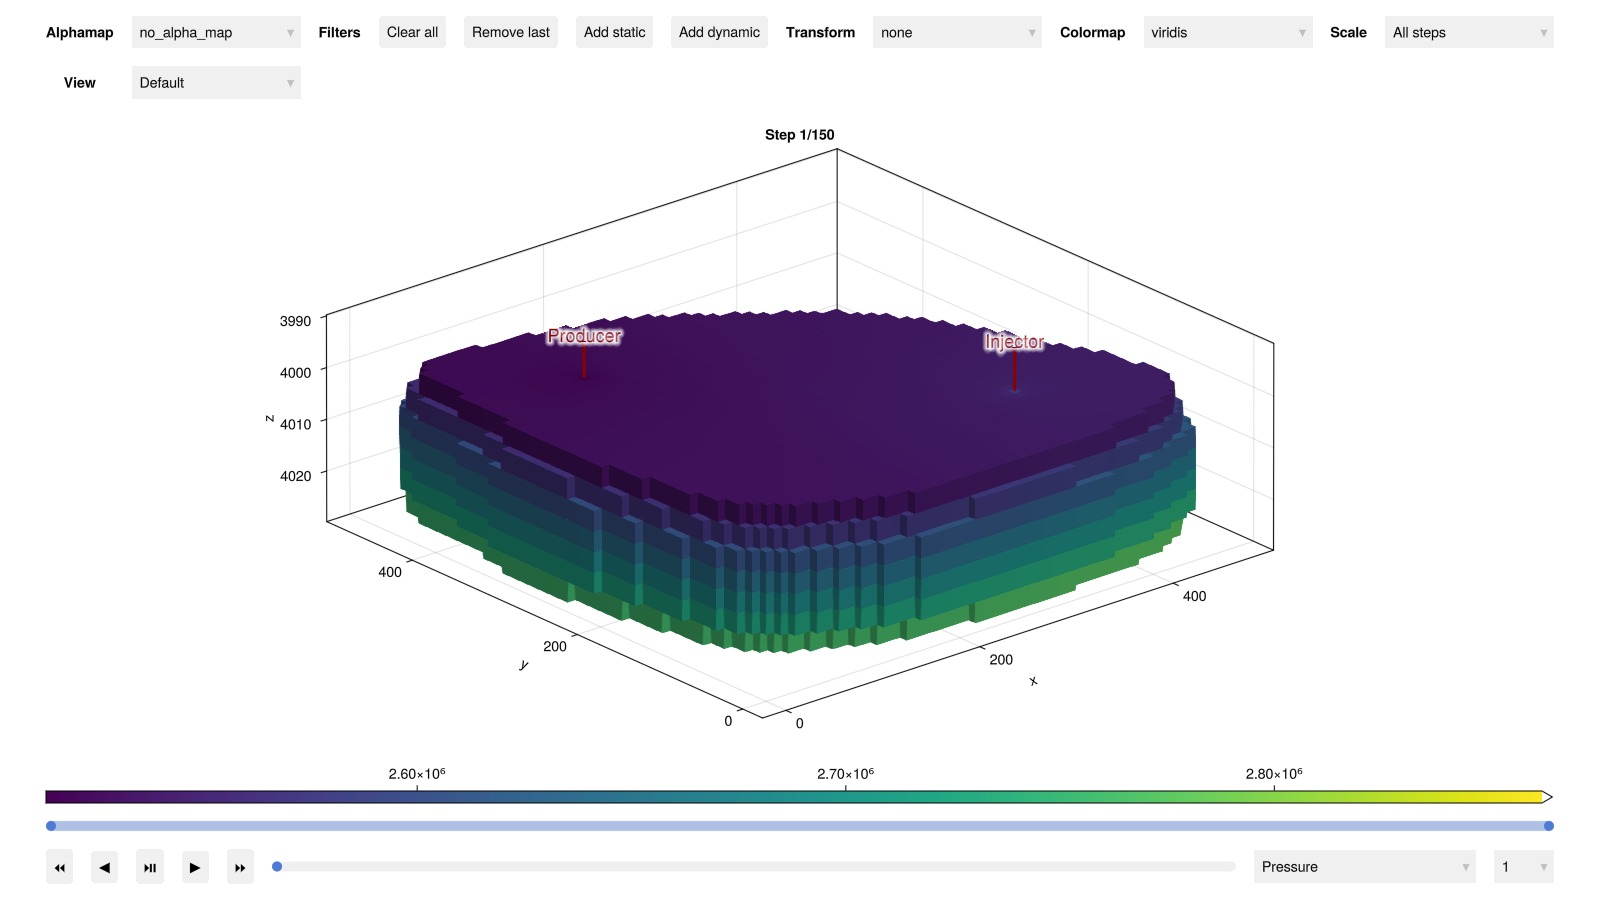 Alphamap no_alpha_map Filters Clear all Remove last Add static Add dynamic Transform none Colormap viridis Scale All steps
View Default
Step 1/150
Producer
Injector
3990
4000
4010
4020
z
400
200
0
y
0
200
400
x
2.60×10⁶ 2.70×10⁶ 2.80×10⁶
Pressure 1